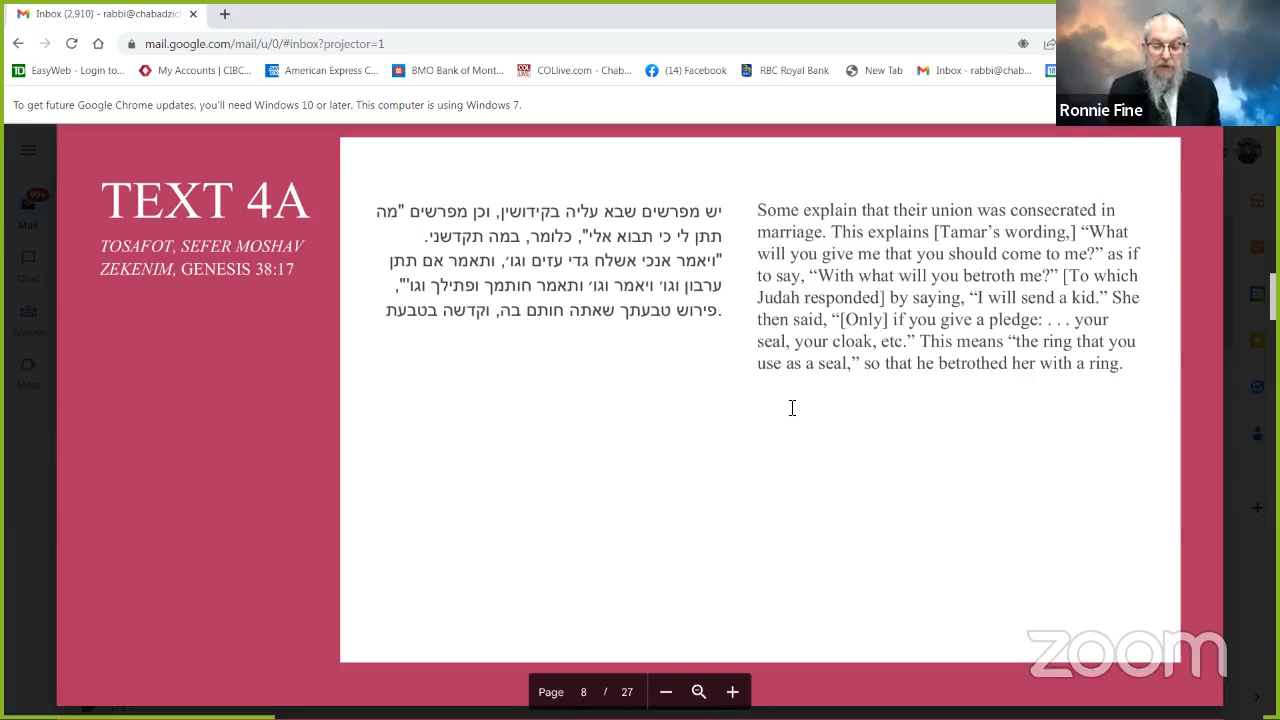 Inbox (2,910) - rabbi@chabadzich
mail.google.com/mail/u/0/#inbox?projector=1
EasyWeb - Login to... My Accounts | CIBC... American Express C... BMO Bank of Mont... COLlive.com - Chab... (14) Facebook RBC Royal Bank New Tab Inbox - rabbi@chab...
To get future Google Chrome updates, you'll need Windows 10 or later. This computer is using Windows 7.
Ronnie Fine
99+
Mail
Chat
Spaces
Meet
TEXT 4A
TOSAFOT, SEFER MOSHAV
ZEKENIM, GENESIS 38:17
יש מפרשים שבא עליה בקידושין, וכן מפרשים "מה
תתן לי כי תבוא אלי", כלומר, במה תקדשני.
"ויאמר אנכי אשלח גדי עזים וגו', ותאמר אם תתן
ערבון וגו' ויאמר וגו' ותאמר חותמך ופתילך וגו'",
.פירוש טבעתך שאתה חותם בה, וקדשה בטבעת
Some explain that their union was consecrated in
marriage. This explains [Tamar's wording,] “What
will you give me that you should come to me?” as if
to say, “With what will you betroth me?” [To which
Judah responded] by saying, “I will send a kid.” She
then said, “[Only] if you give a pledge: . . . your
seal, your cloak, etc.” This means “the ring that you
use as a seal,” so that he betrothed her with a ring.
zoom
Page 8 / 27